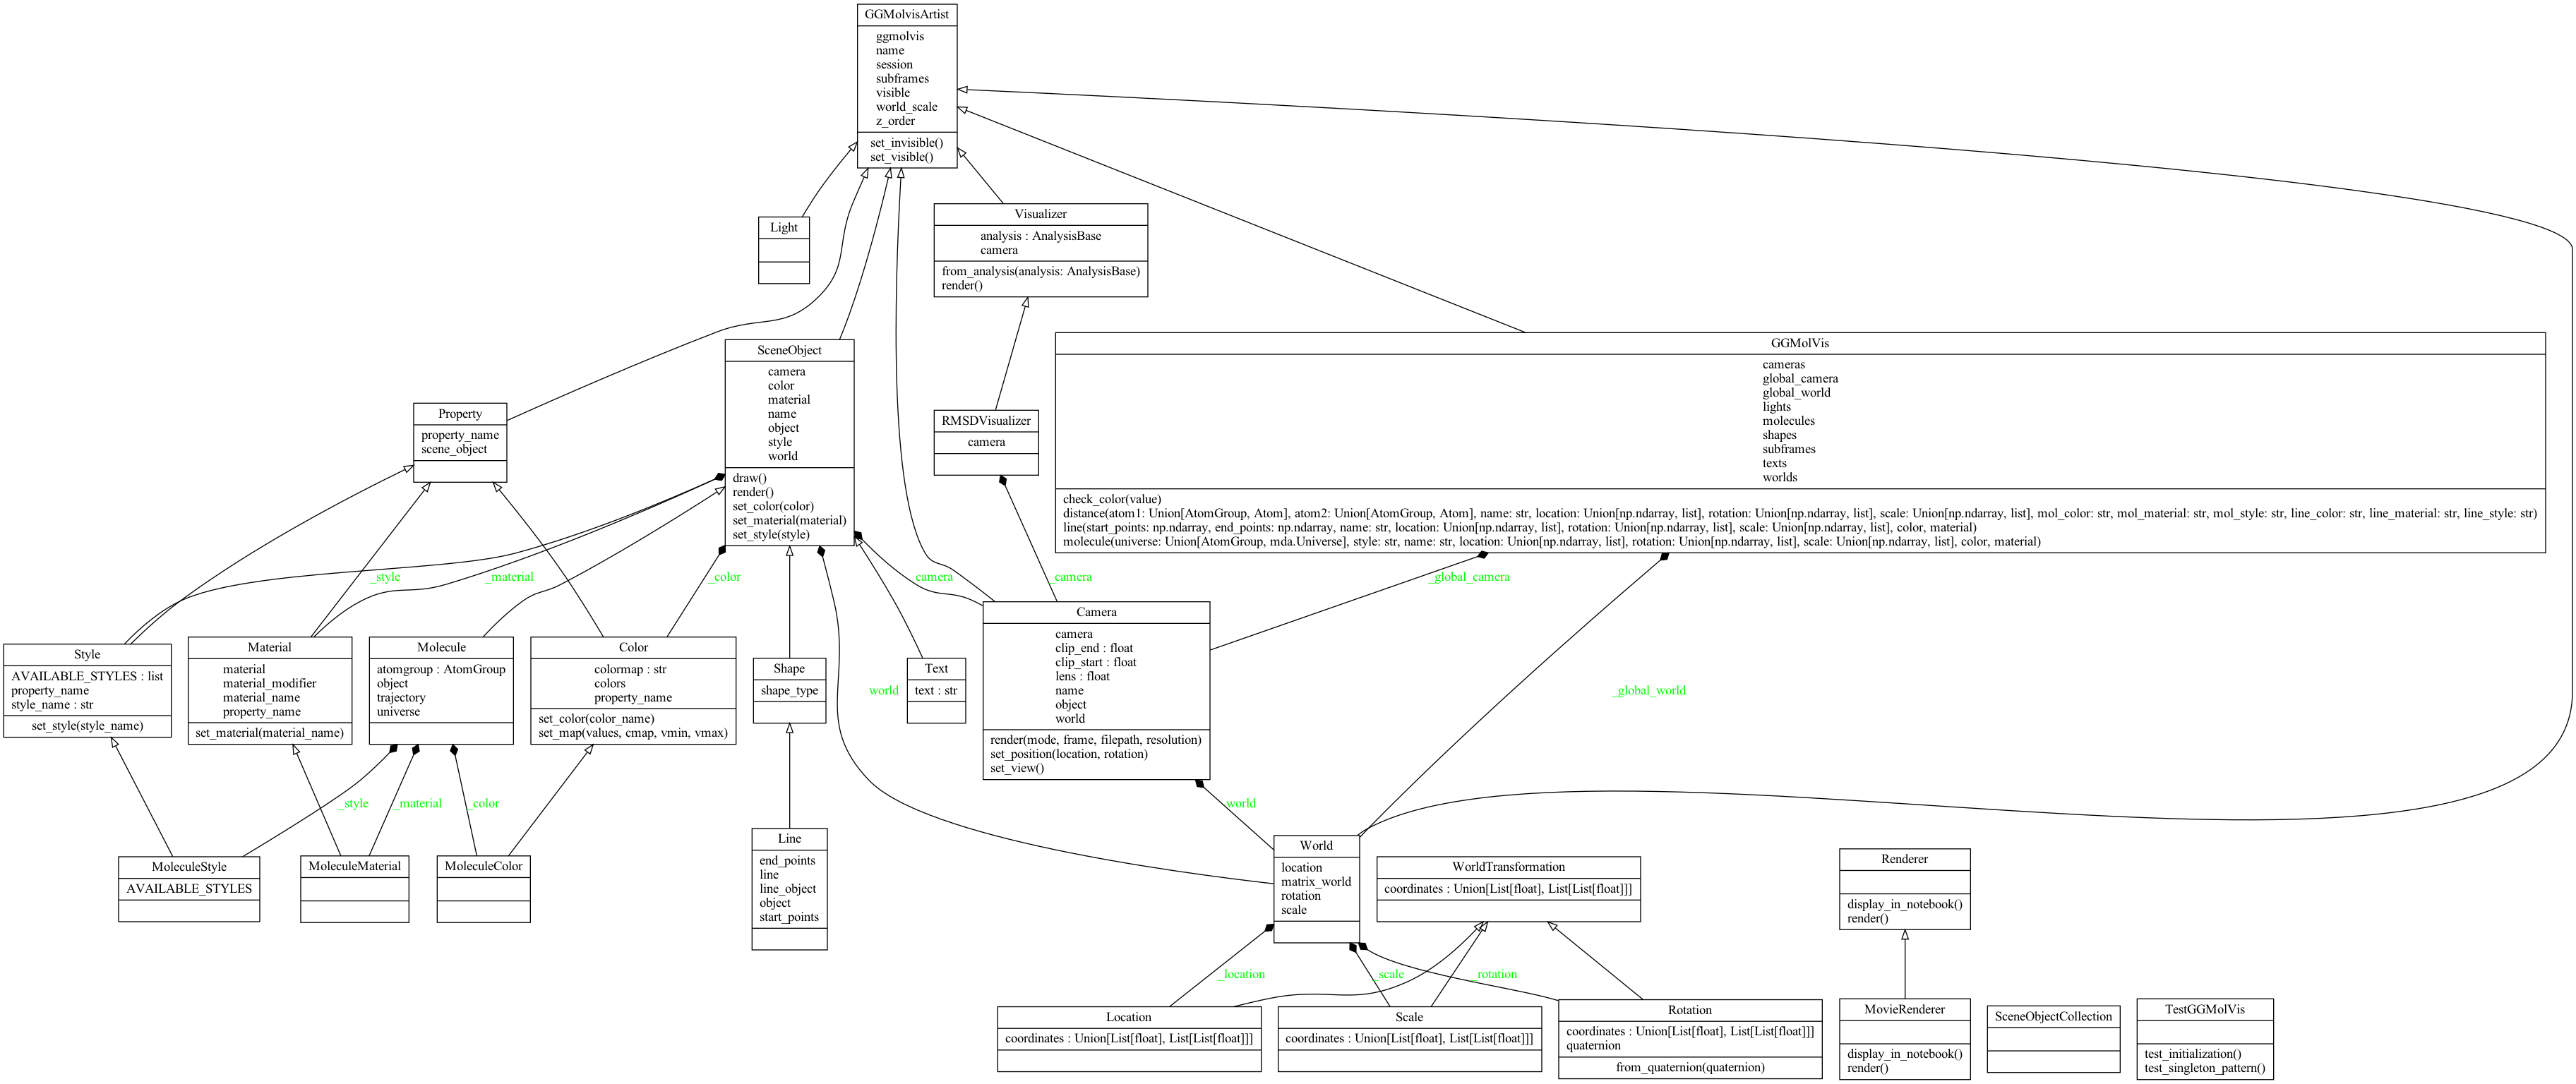 GGMolvisArtist
ggmolvis
name
session
subframes
visible
world_scale
z_order
set_invisible()
set_visible()
Light
Visualizer
analysis : AnalysisBase
camera
from_analysis(analysis: AnalysisBase)
render()
SceneObject
camera
color
material
name
object
style
world
draw()
render()
set_color(color)
set_material(material)
set_style(style)
GGMolVis
cameras
global_camera
global_world
lights
molecules
shapes
subframes
texts
worlds
check_color(value)
distance(atom1: Union[AtomGroup, Atom], atom2: Union[AtomGroup, Atom], name: str, location: Union[np.ndarray, list], rotation: Union[np.ndarray, list], scale: Union[np.ndarray, list], mol_color: str, mol_material: str, mol_style: str, line_color: str, line_material: str, line_style: str)
line(start_points: np.ndarray, end_points: np.ndarray, name: str, location: Union[np.ndarray, list], rotation: Union[np.ndarray, list], scale: Union[np.ndarray, list], color, material)
molecule(universe: Union[AtomGroup, mda.Universe], style: str, name: str, location: Union[np.ndarray, list], rotation: Union[np.ndarray, list], scale: Union[np.ndarray, list], color, material)
Property
property_name
scene_object
RMSDVisualizer
camera
_style
_material
_color
camera
_camera
_global_camera
Style
AVAILABLE_STYLES : list
property_name
style_name : str
set_style(style_name)
Material
material
material_modifier
material_name
property_name
set_material(material_name)
Molecule
atomgroup : AtomGroup
object
trajectory
universe
Color
colormap : str
colors
property_name
set_color(color_name)
set_map(values, cmap, vmin, vmax)
Shape
shape_type
world
Text
text : str
Camera
camera
clip_end : float
clip_start : float
lens : float
name
object
world
render(mode, frame, filepath, resolution)
set_position(location, rotation)
set_view()
_global_world
_style
_material
_color
world
MoleculeStyle
AVAILABLE_STYLES
MoleculeMaterial
MoleculeColor
Line
end_points
line
line_object
object
start_points
World
location
matrix_world
rotation
scale
WorldTransformation
coordinates : Union[List[float], List[List[float]]]
Renderer
display_in_notebook()
render()
_location
_scale
_rotation
Location
coordinates : Union[List[float], List[List[float]]]
Scale
coordinates : Union[List[float], List[List[float]]]
Rotation
coordinates : Union[List[float], List[List[float]]]
quaternion
from_quaternion(quaternion)
MovieRenderer
display_in_notebook()
render()
SceneObjectCollection
TestGGMolVis
test_initialization()
test_singleton_pattern()